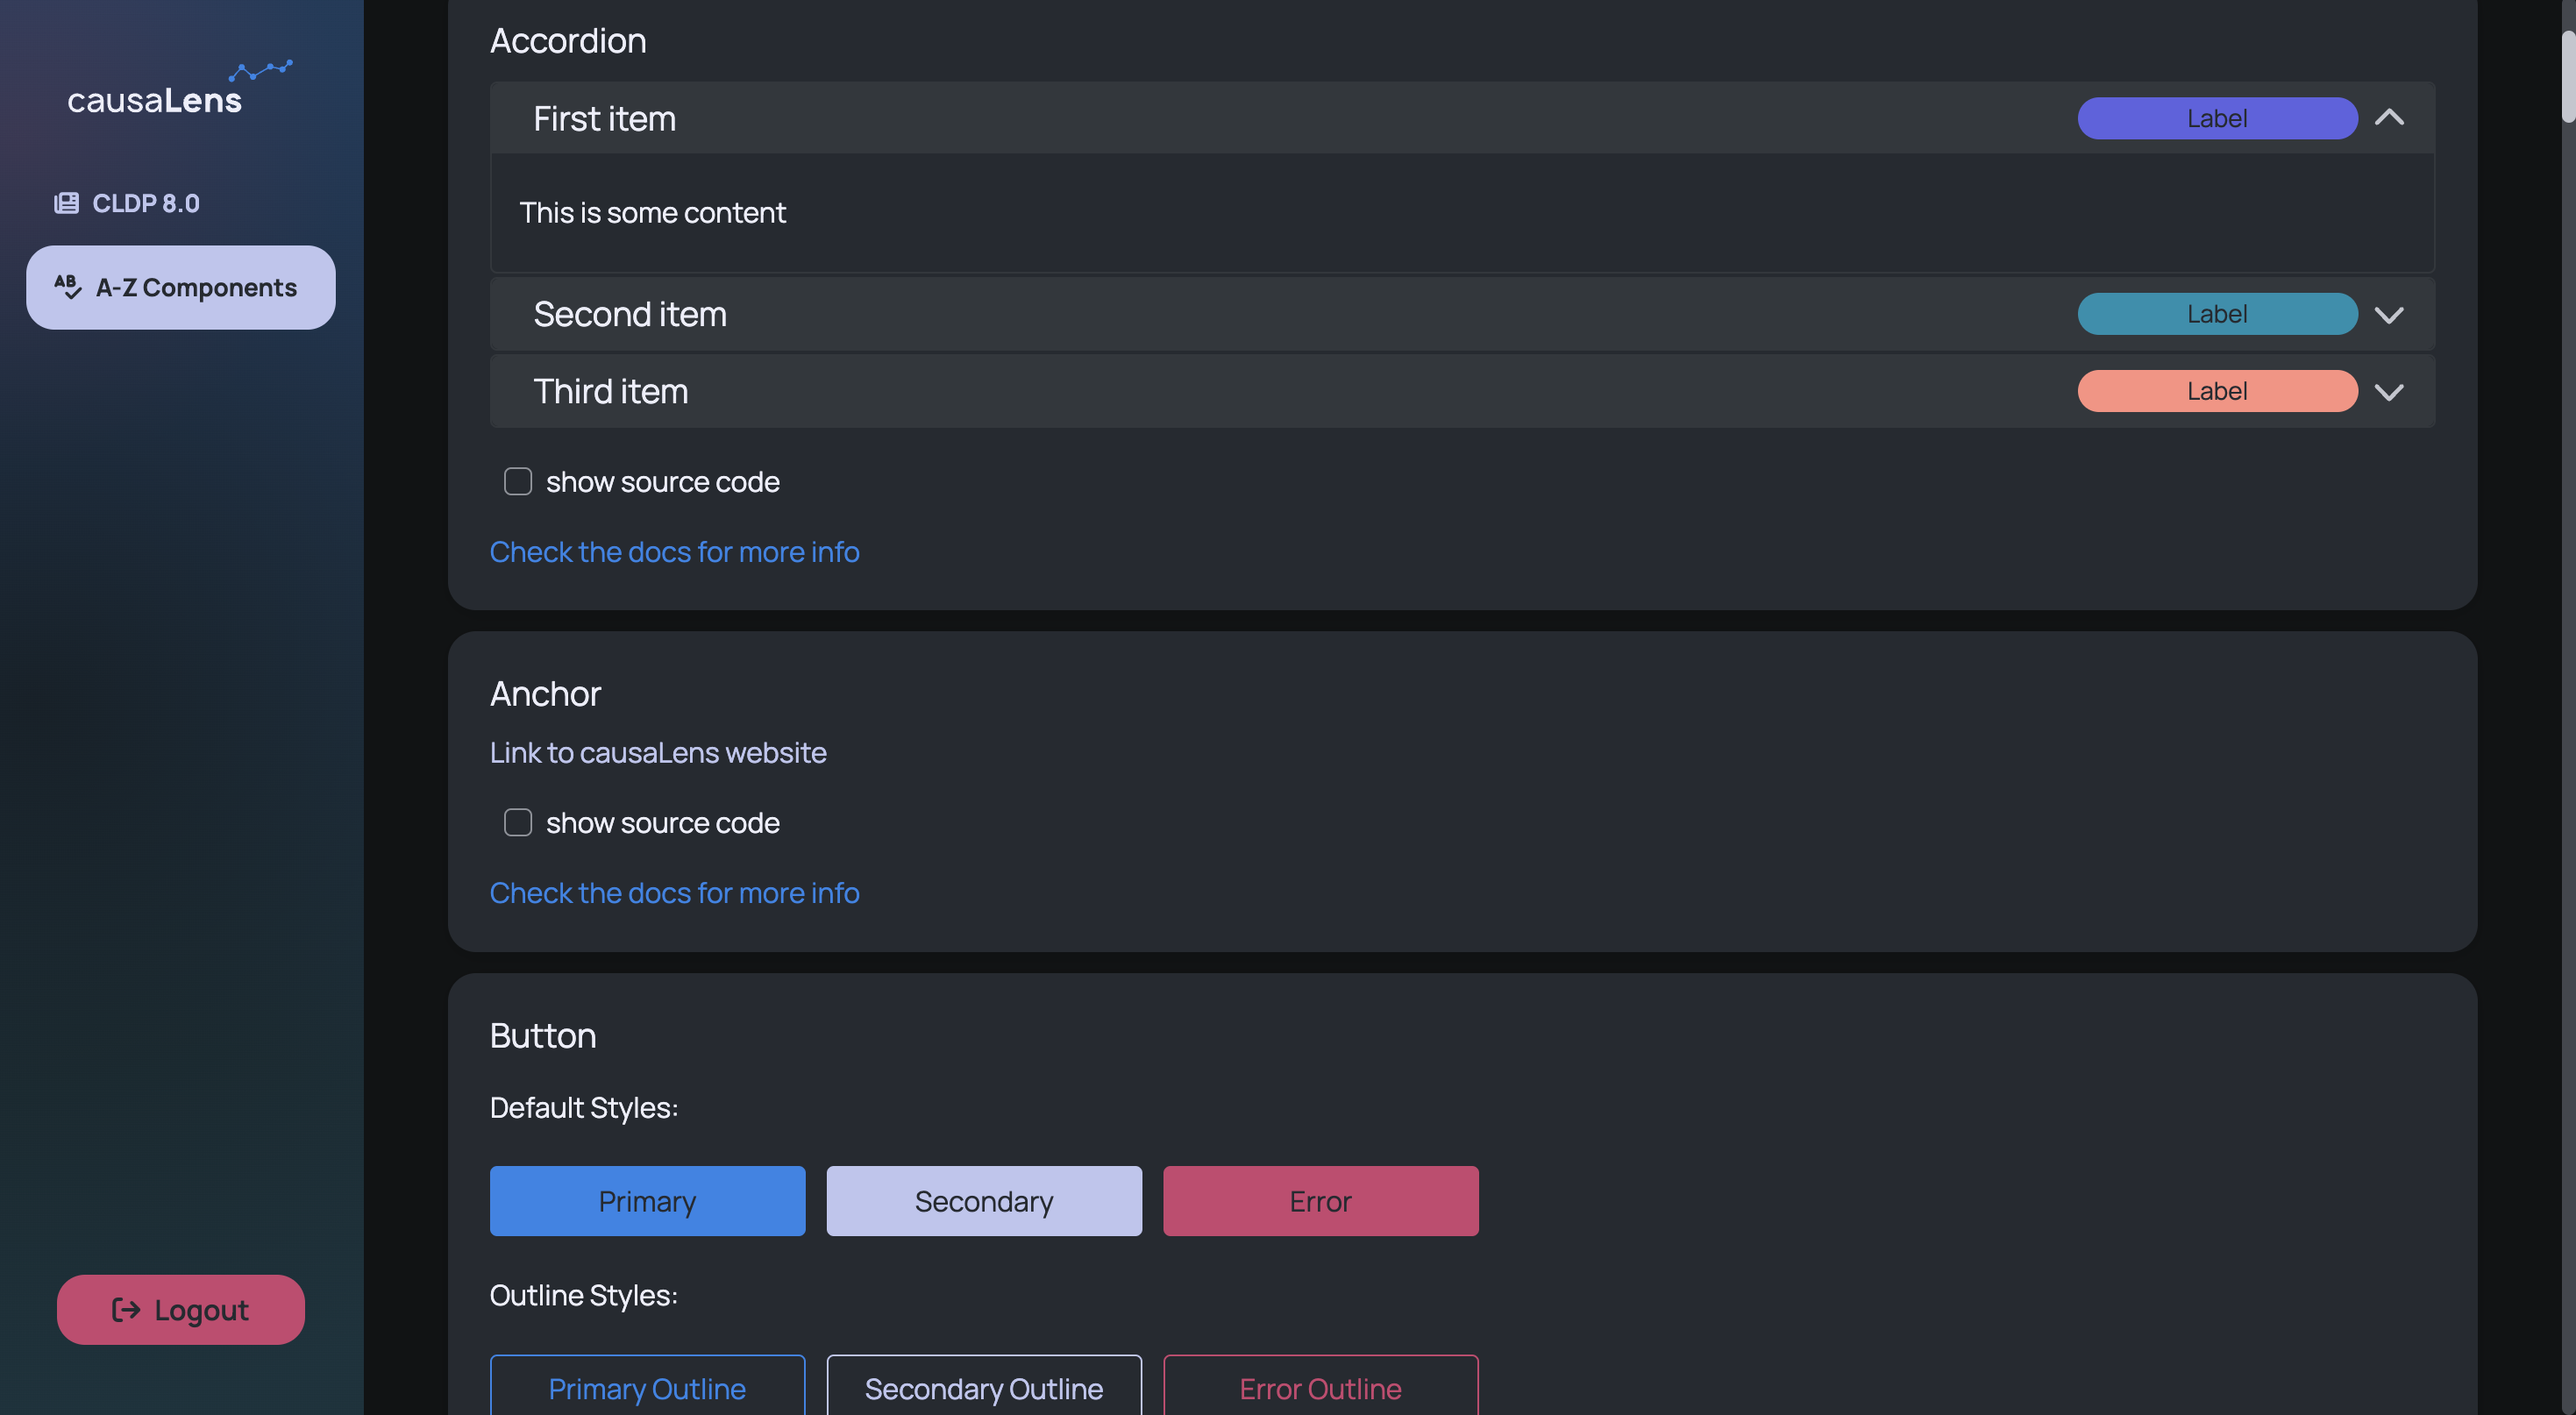 causaLens
CLDP 8.0
AB A-Z Components
Logout
Accordion
First item Label
This is some content
Second item Label
Third item Label
show source code
Check the docs for more info
Anchor
Link to causaLens website
show source code
Check the docs for more info
Button
Default Styles:
Primary Secondary Error
Outline Styles:
Primary Outline Secondary Outline Error Outline